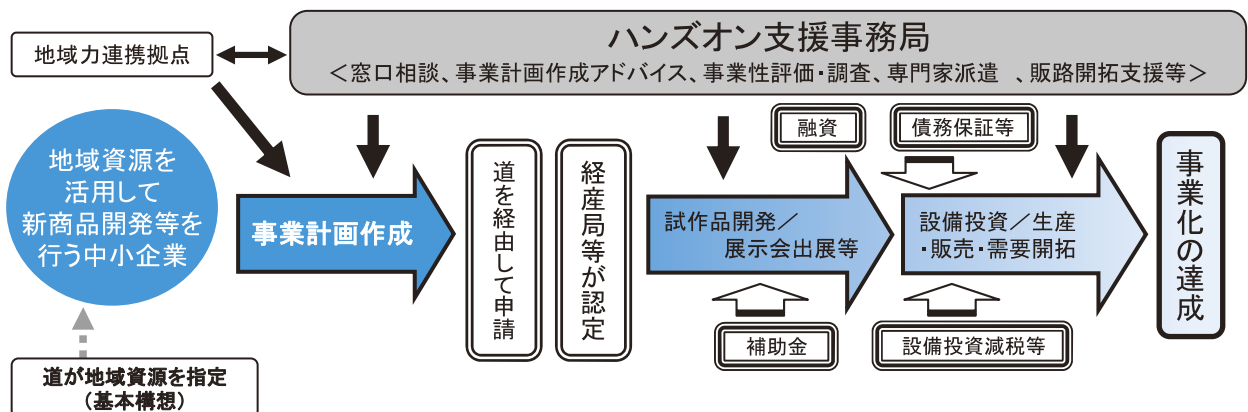 ハンズオン支援事務局
＜窓口相談、事業計画作成アドバイス、事業性評価・調査、専門家派遣 、販路開拓支援等＞
地域力連携拠点
地域資源を
活用して
新商品開発等を
行う中小企業
道が地域資源を指定
（基本構想）
事業計画作成
道を経由して申請
経産局等が認定
融資
債務保証等
試作品開発／
展示会出展等
設備投資／生産
・販売・需要開拓
補助金
設備投資減税等
事業化の達成